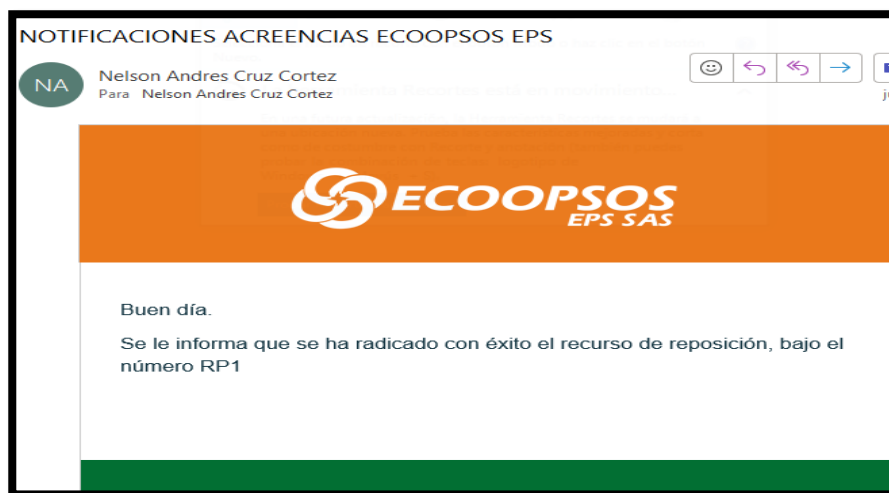 NOTIFICACIONES ACREENCIAS ECOOPSOS EPS
NA
Nelson Andres Cruz Cortez
Para Nelson Andres Cruz Cortez
ECOOPSOS
EPS SAS
Buen día.
Se le informa que se ha radicado con éxito el recurso de reposición, bajo el
número RP1